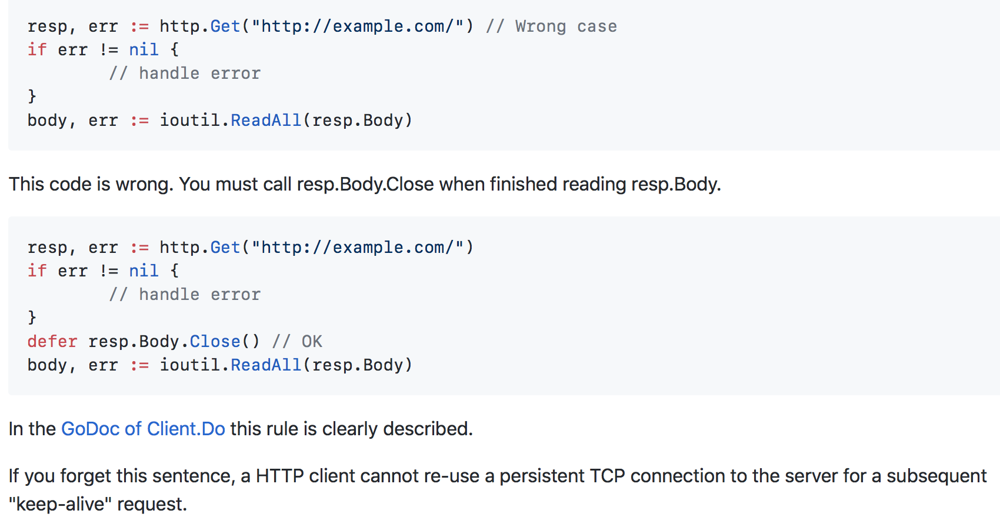 resp, err := http.Get("http://example.com/") // Wrong case
if err != nil {
        // handle error
}
body, err := ioutil.ReadAll(resp.Body)
This code is wrong. You must call resp.Body.Close when finished reading resp.Body.
resp, err := http.Get("http://example.com/")
if err != nil {
        // handle error
}
defer resp.Body.Close() // OK
body, err := ioutil.ReadAll(resp.Body)
In the GoDoc of Client.Do this rule is clearly described.
If you forget this sentence, a HTTP client cannot re-use a persistent TCP connection to the server for a subsequent
"keep-alive" request.